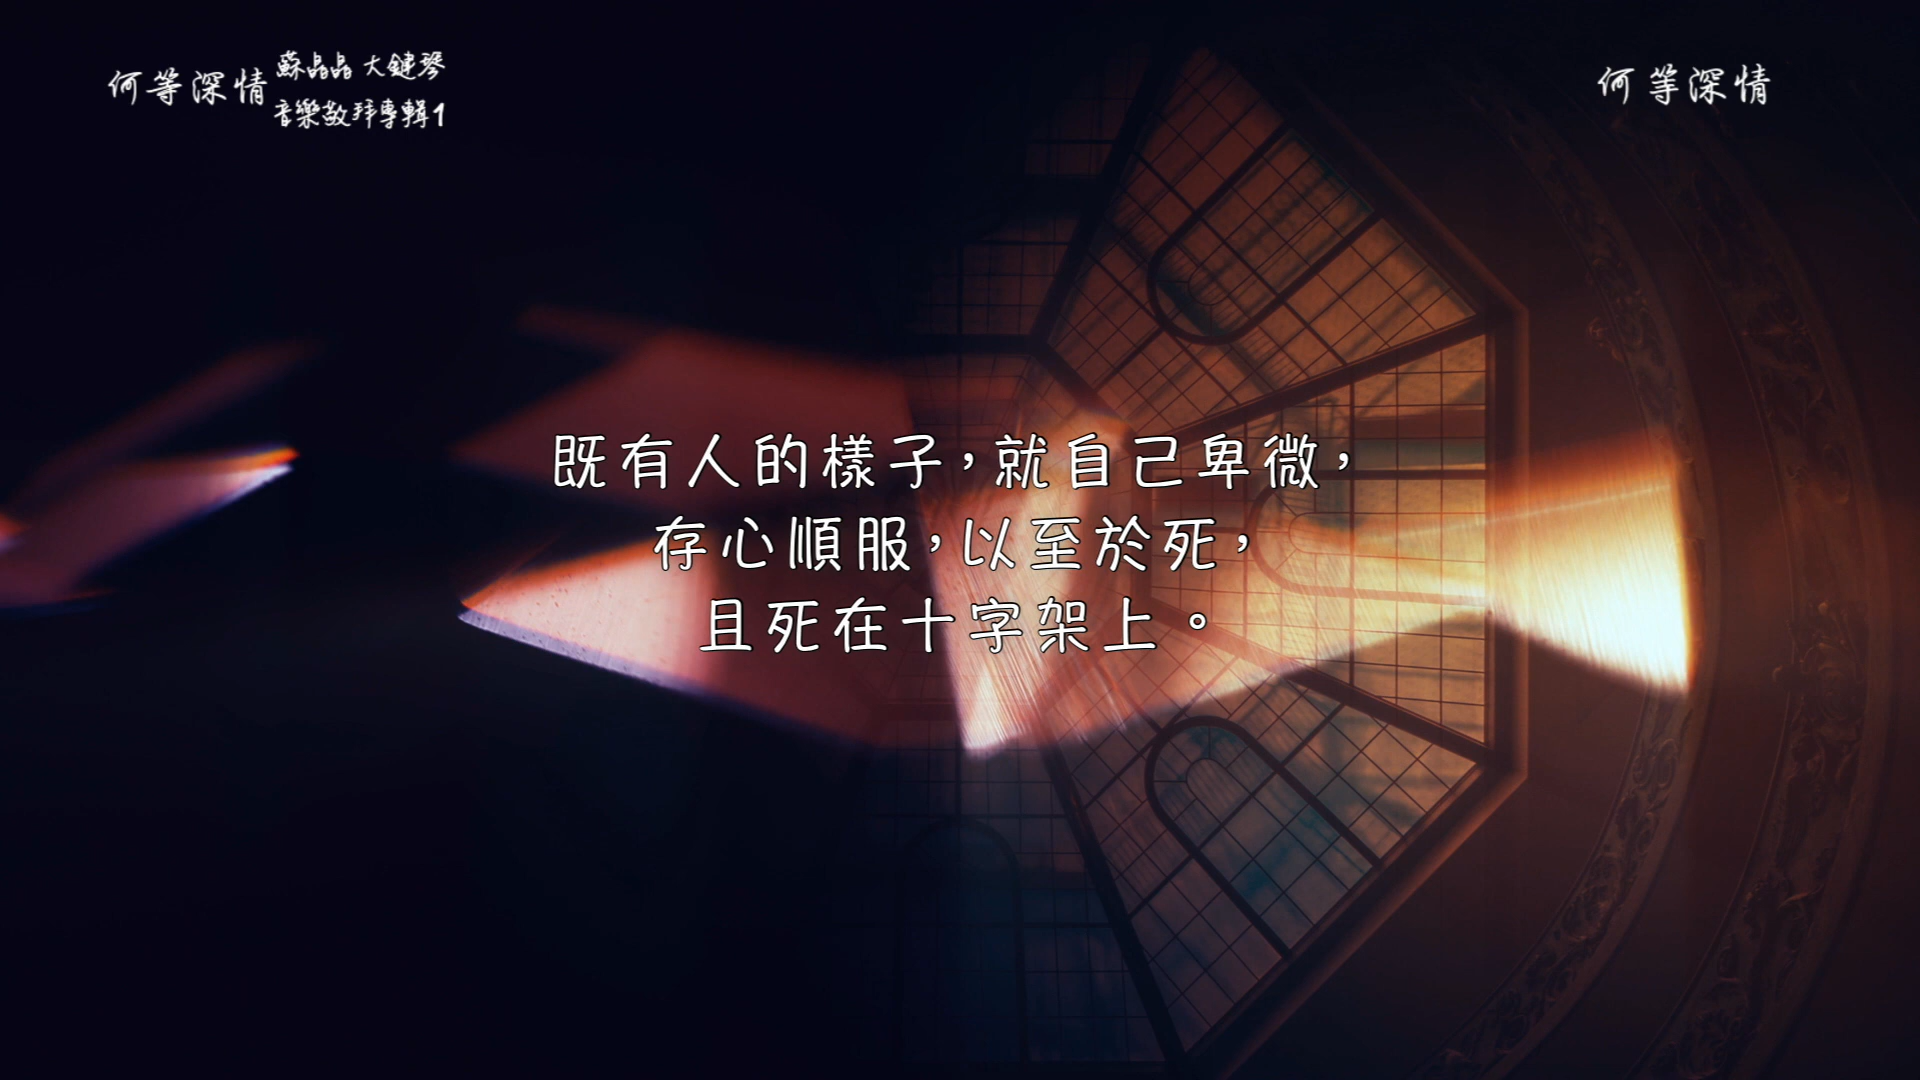 何等深情
蘇晶晶 大鍵琴
音樂敬拜專輯1
何等深情
既有人的樣子，就自己卑微，
存心順服，以至於死，
且死在十字架上。